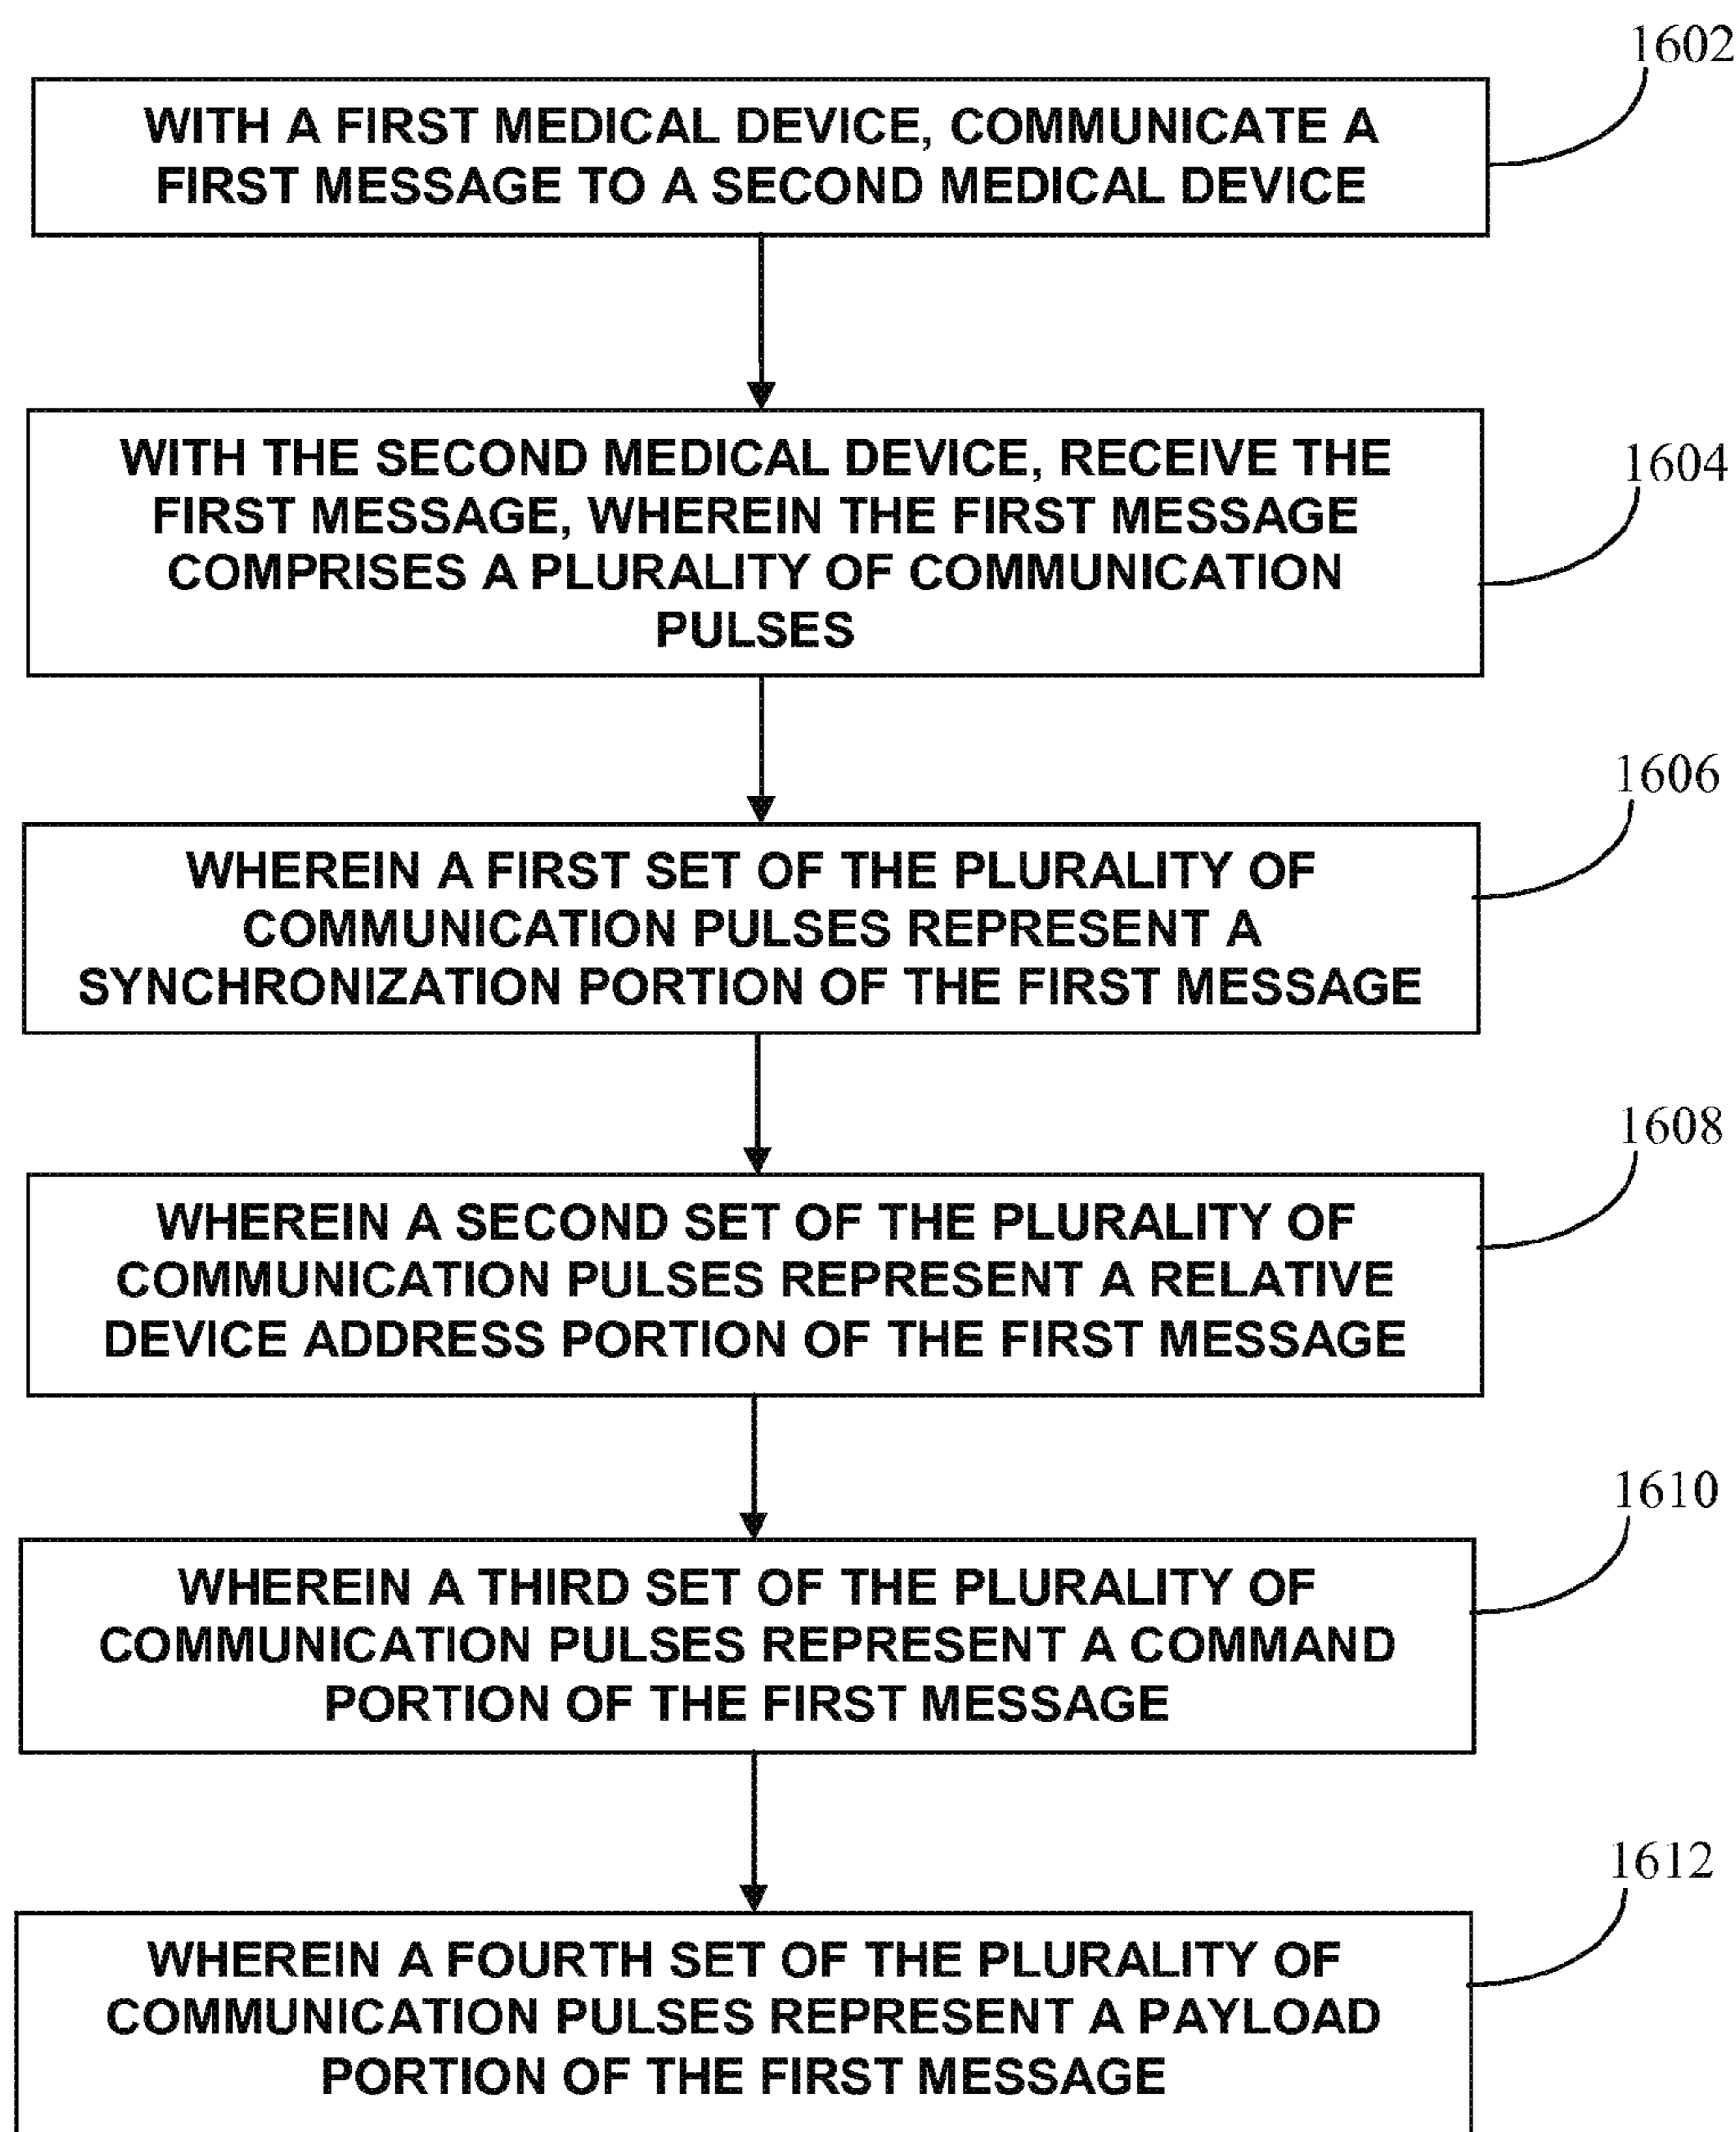 1602
WITH A FIRST MEDICAL DEVICE, COMMUNICATE A
FIRST MESSAGE TO A SECOND MEDICAL DEVICE
1604
WITH THE SECOND MEDICAL DEVICE, RECEIVE THE
FIRST MESSAGE, WHEREIN THE FIRST MESSAGE
COMPRISES A PLURALITY OF COMMUNICATION
PULSES
1606
WHEREIN A FIRST SET OF THE PLURALITY OF
COMMUNICATION PULSES REPRESENT A
SYNCHRONIZATION PORTION OF THE FIRST MESSAGE
1608
WHEREIN A SECOND SET OF THE PLURALITY OF
COMMUNICATION PULSES REPRESENT A RELATIVE
DEVICE ADDRESS PORTION OF THE FIRST MESSAGE
1610
WHEREIN A THIRD SET OF THE PLURALITY OF
COMMUNICATION PULSES REPRESENT A COMMAND
PORTION OF THE FIRST MESSAGE
1612
WHEREIN A FOURTH SET OF THE PLURALITY OF
COMMUNICATION PULSES REPRESENT A PAYLOAD
PORTION OF THE FIRST MESSAGE